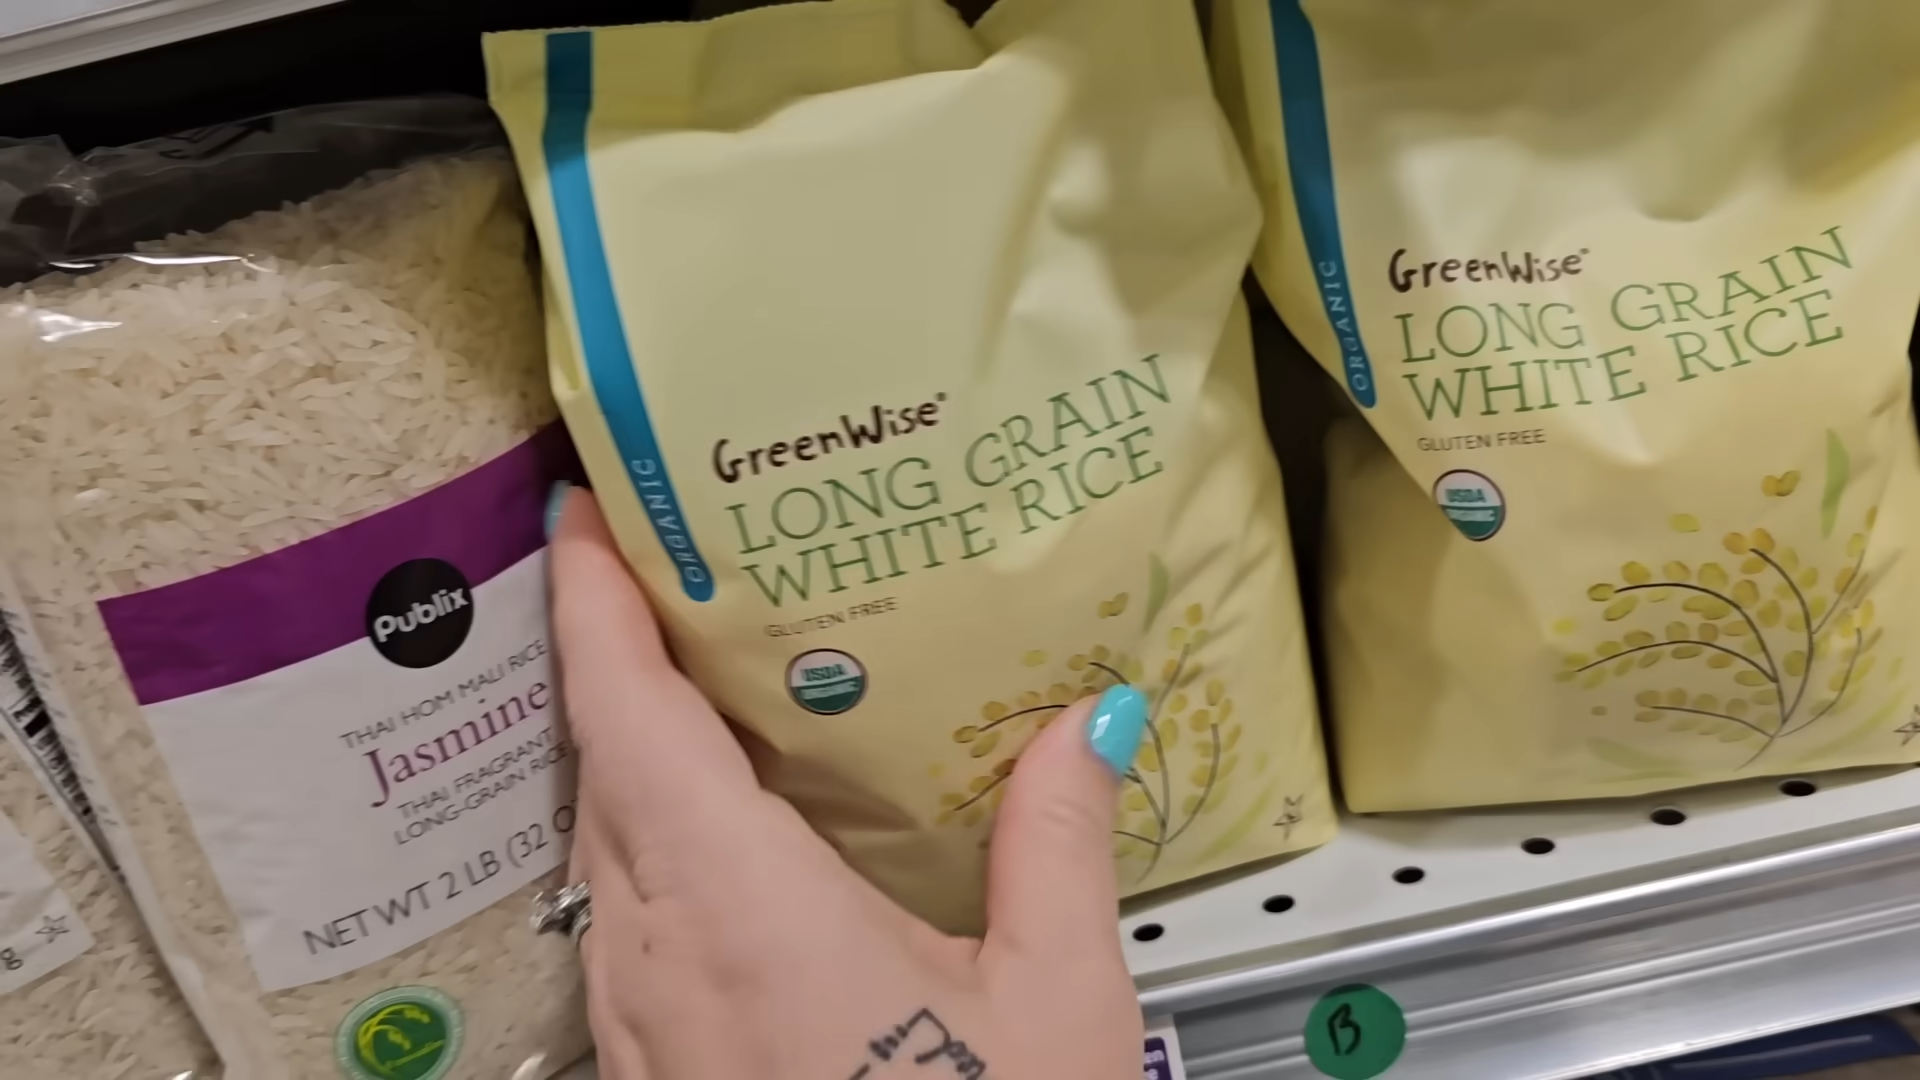 Publix
THAI HOM MALI RICE
Jasmine
THAI FRAGRANT
LONG-GRAIN RICE
NET WT 2 LB (32 O
g
ORGANIC
GreenWise
LONG GRAIN
WHITE RICE
GLUTEN FREE
USDA
ORGANIC
ORGANIC
GreenWise
LONG GRAIN
WHITE RICE
GLUTEN FREE
USDA
ORGANIC
B